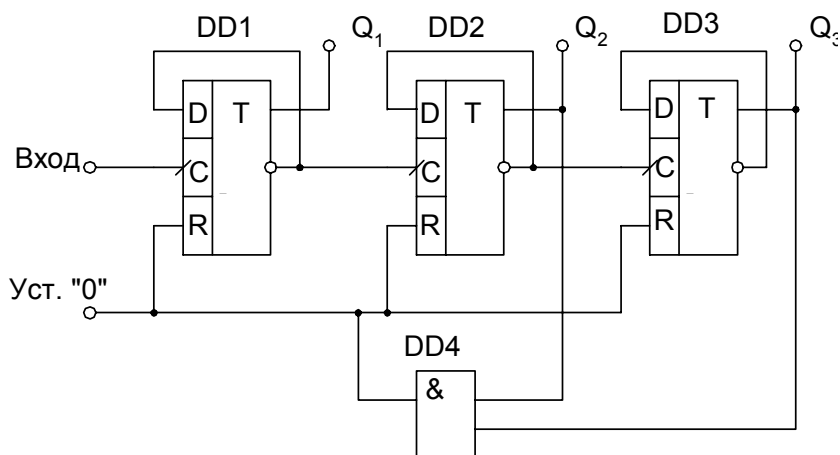 DD1 Q1 DD2 Q2 DD3 Q3
D T D T D T
Вход C C C
R R R
Уст. "0"
DD4
&